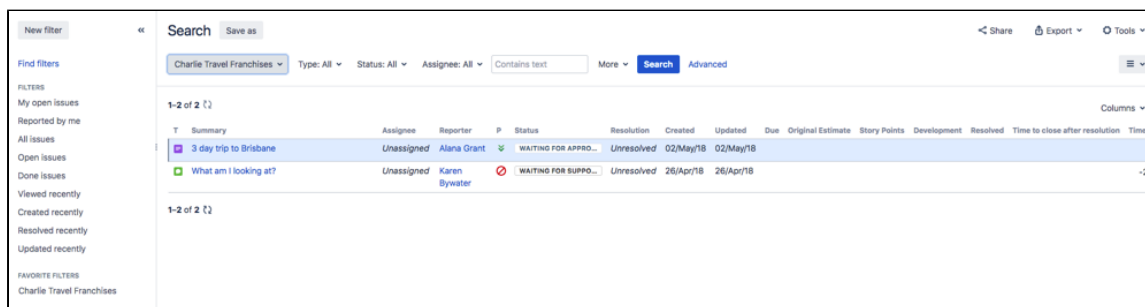 New filter
«
Search
Save as
Share
Export
Tools
Find filters
Charlie Travel Franchises
Type: All
Status: All
Assignee: All
Contains text
More
Search
Advanced
FILTERS
My open issues
Reported by me
All issues
Open issues
Done issues
Viewed recently
Created recently
Resolved recently
Updated recently
FAVORITE FILTERS
Charlie Travel Franchises
1–2 of 2
Columns
T Summary Assignee Reporter P Status Resolution Created Updated Due Original Estimate Story Points Development Resolved Time to close after resolution Time
3 day trip to Brisbane Unassigned Alana Grant WAITING FOR APPRO... Unresolved 02/May/18 02/May/18
What am I looking at? Unassigned Karen Bywater WAITING FOR SUPPO... Unresolved 26/Apr/18 26/Apr/18 -2
1–2 of 2